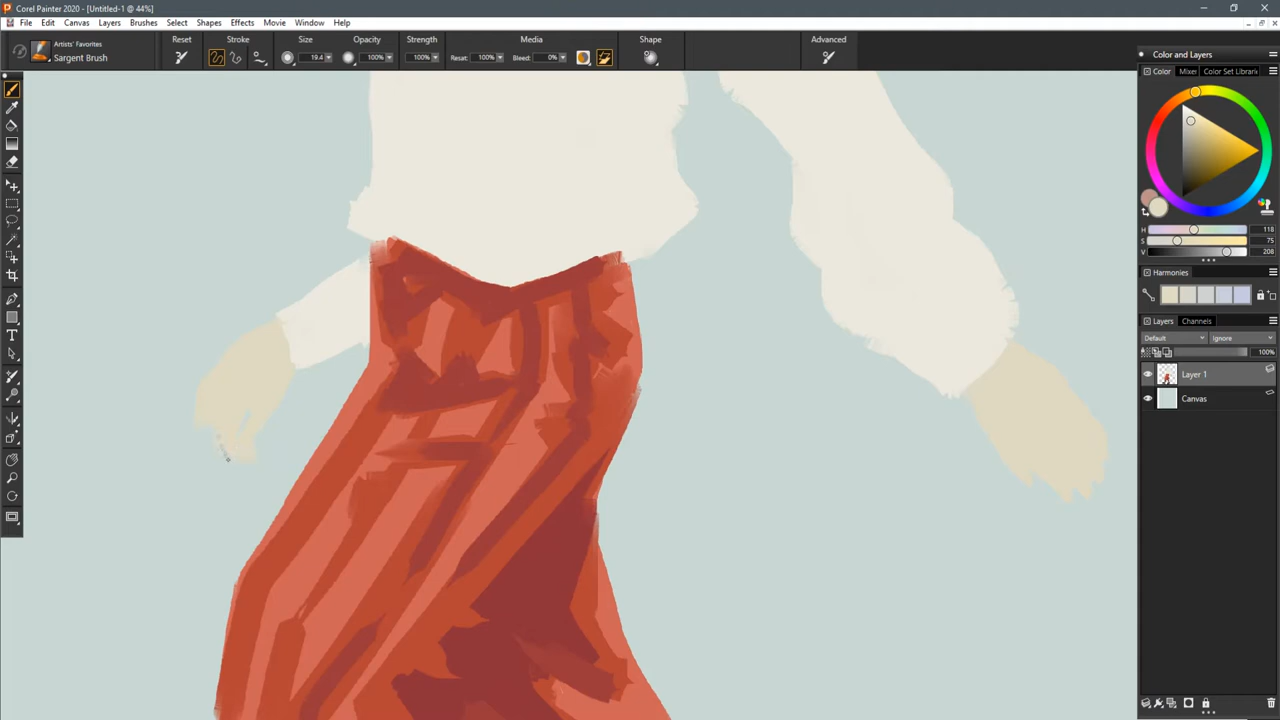 Corel Painter 2020 - [Untitled-1 @ 44%]
File Edit Canvas Layers Brushes Select Shapes Effects Movie Window Help
Artists' Favorites
Sargent Brush
Reset Stroke Size Opacity Strength Media Shape Advanced
19.4 100% 100% Reset: 100% Bleed: 0%
Color and Layers
Color Mixer Color Set Librari
H 118
S 75
V 208
Harmonies
Layers Channels
Default Ignore
100%
Layer 1
Canvas